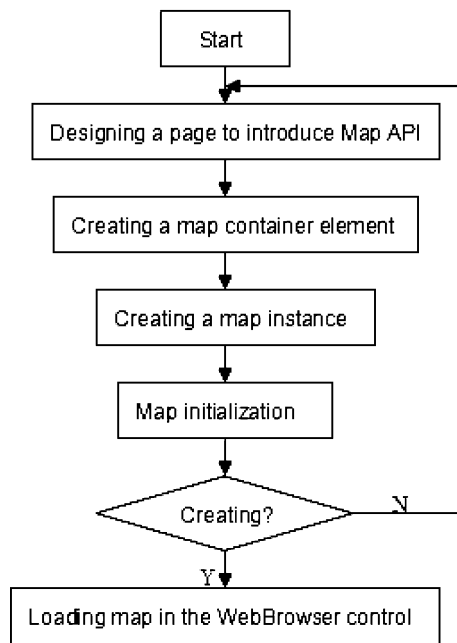 Start
Designing a page to introduce Map API
Creating a map container element
Creating a map instance
Map initialization
Creating?
N
Y
Loading map in the WebBrowser control